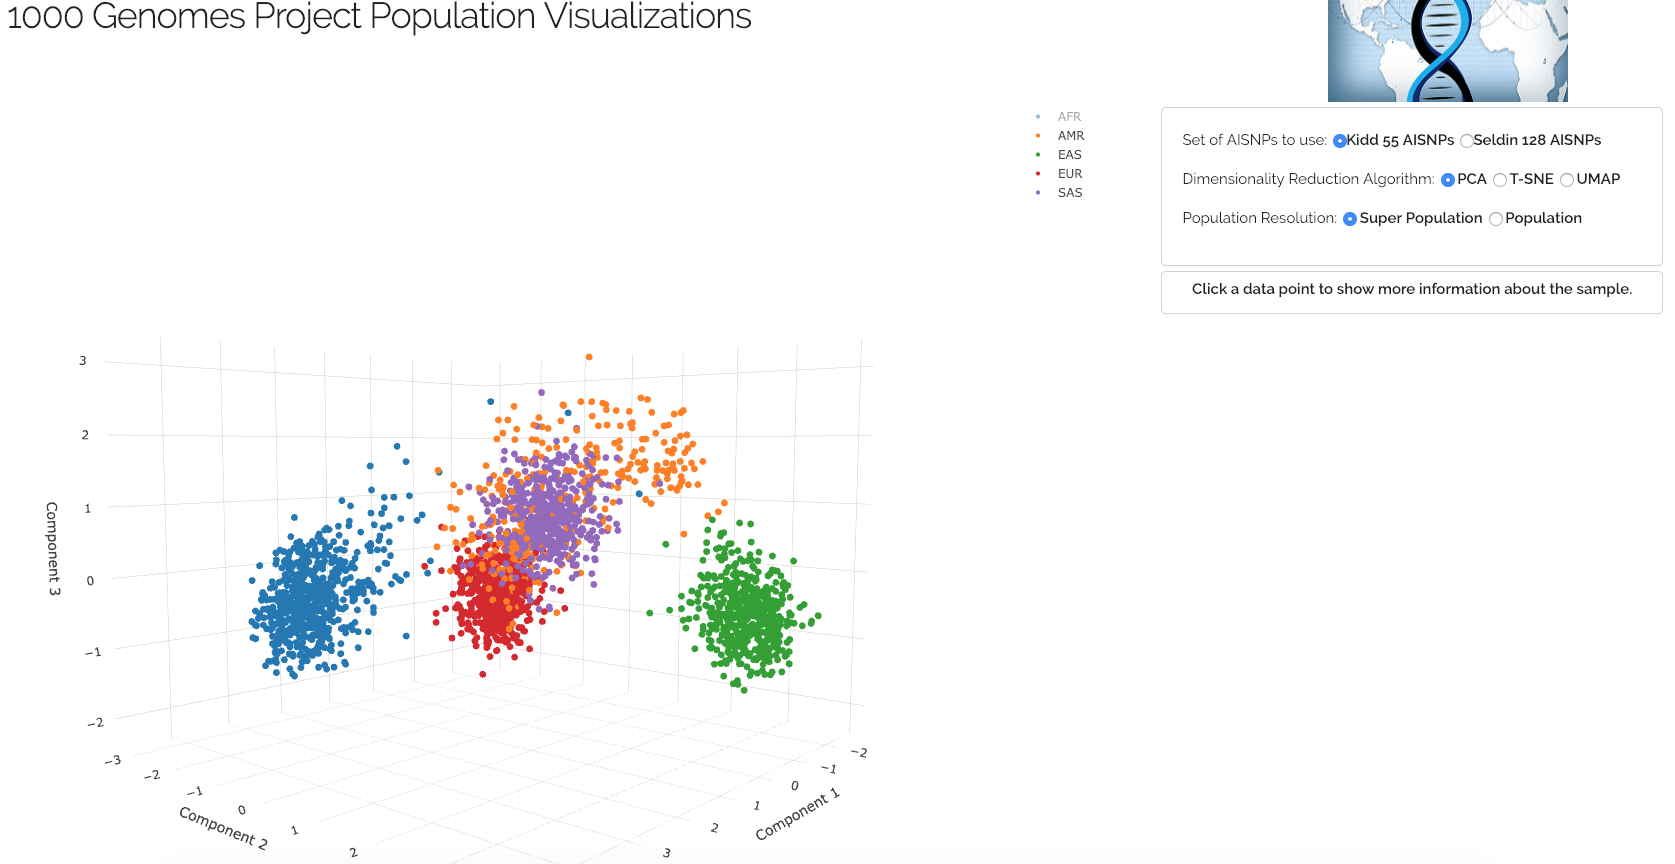 1000 Genomes Project Population Visualizations
AFR
AMR
EAS
EUR
SAS
Set of AISNPs to use: Kidd 55 AISNPs Seldin 128 AISNPs
Dimensionality Reduction Algorithm: PCA T-SNE UMAP
Population Resolution: Super Population Population
Click a data point to show more information about the sample.
3
2
1
0
−1
−2
Component 3
−3
−2
−1
0
1
2
Component 2
−2
−1
0
1
2
3
Component 1